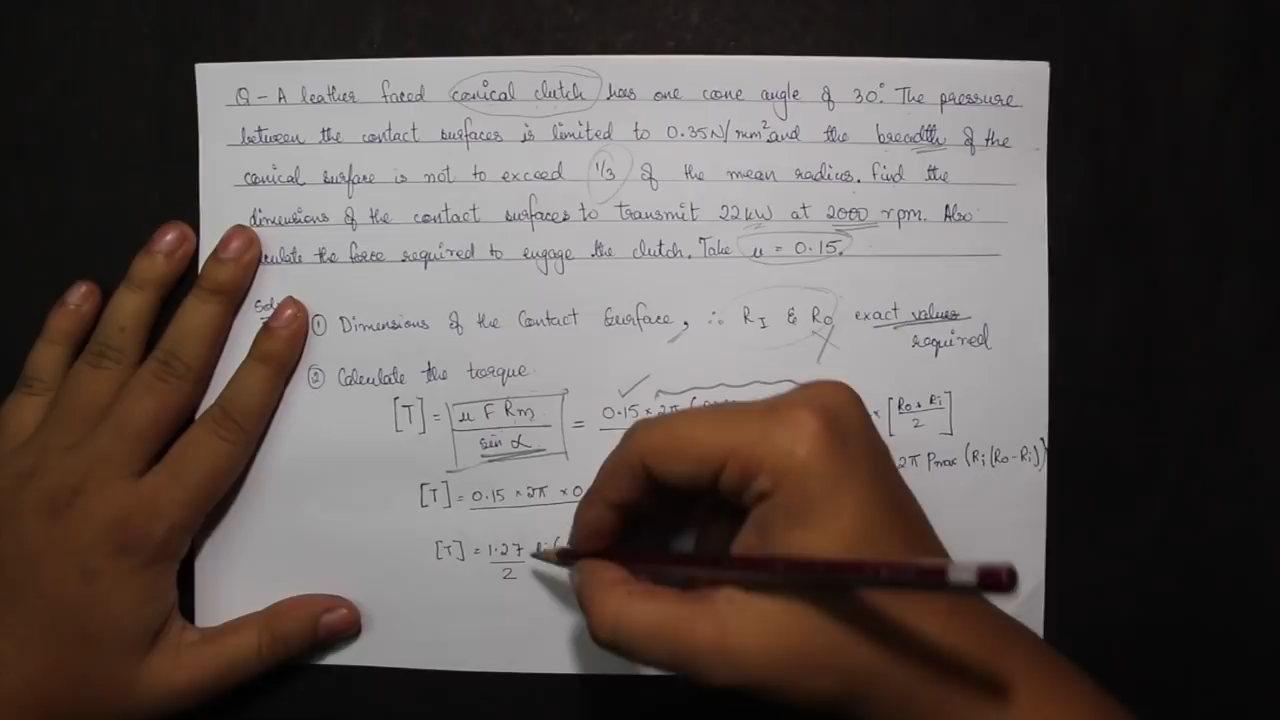 Q - A leather faced conical clutch has one cone angle of 30°. The pressure
between the contact surfaces is limited to 0.35N/mm² and the breadth of the
conical surface is not to exceed 1/3 of the mean radius. Find the
dimensions of the contact surfaces to transmit 22kW at 2000 rpm. Also
culate the force required to engage the clutch. Take μ = 0.15.
① Dimensions of the Contact Surface, ∴ R_I & R_O exact values
required
② Calculate the torque
[T] = μ F Rm / sin α = 0.15 × 2π × [Ro + Ri / 2]
2π Pmax (Ri (Ro - Ri)
[T] = 0.15 × 2π × 0
[T] = 1.27 / 2